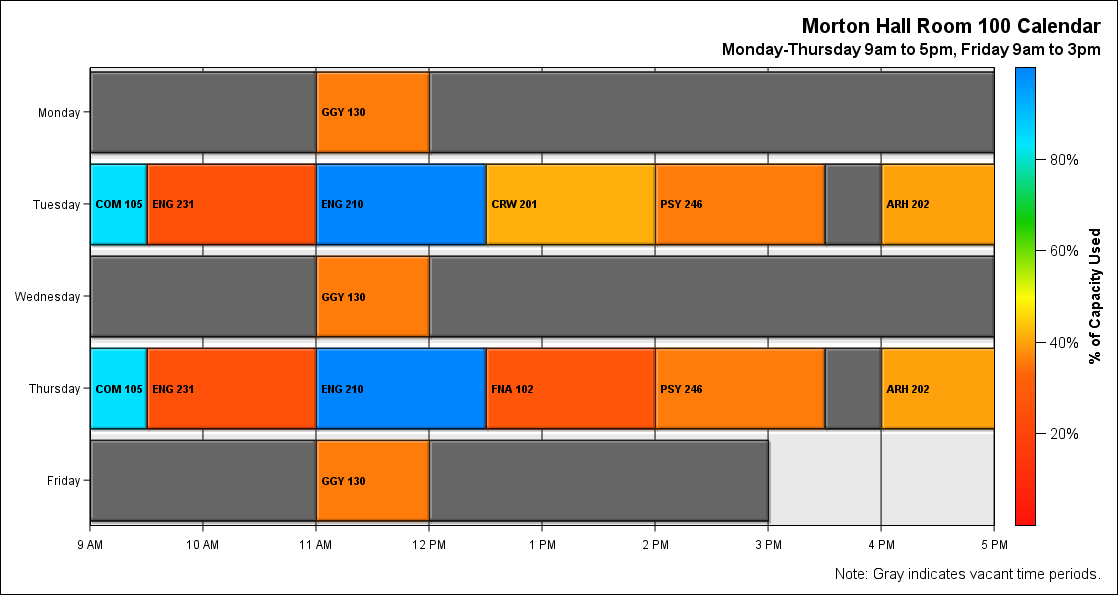 Morton Hall Room 100 Calendar
Monday-Thursday 9am to 5pm, Friday 9am to 3pm
Monday
GGY 130
Tuesday
COM 105 ENG 231 ENG 210 CRW 201 PSY 246 ARH 202
Wednesday
GGY 130
Thursday
COM 105 ENG 231 ENG 210 FNA 102 PSY 246 ARH 202
Friday
GGY 130
9 AM 10 AM 11 AM 12 PM 1 PM 2 PM 3 PM 4 PM 5 PM
80%
60%
40%
20%
% of Capacity Used
Note: Gray indicates vacant time periods.